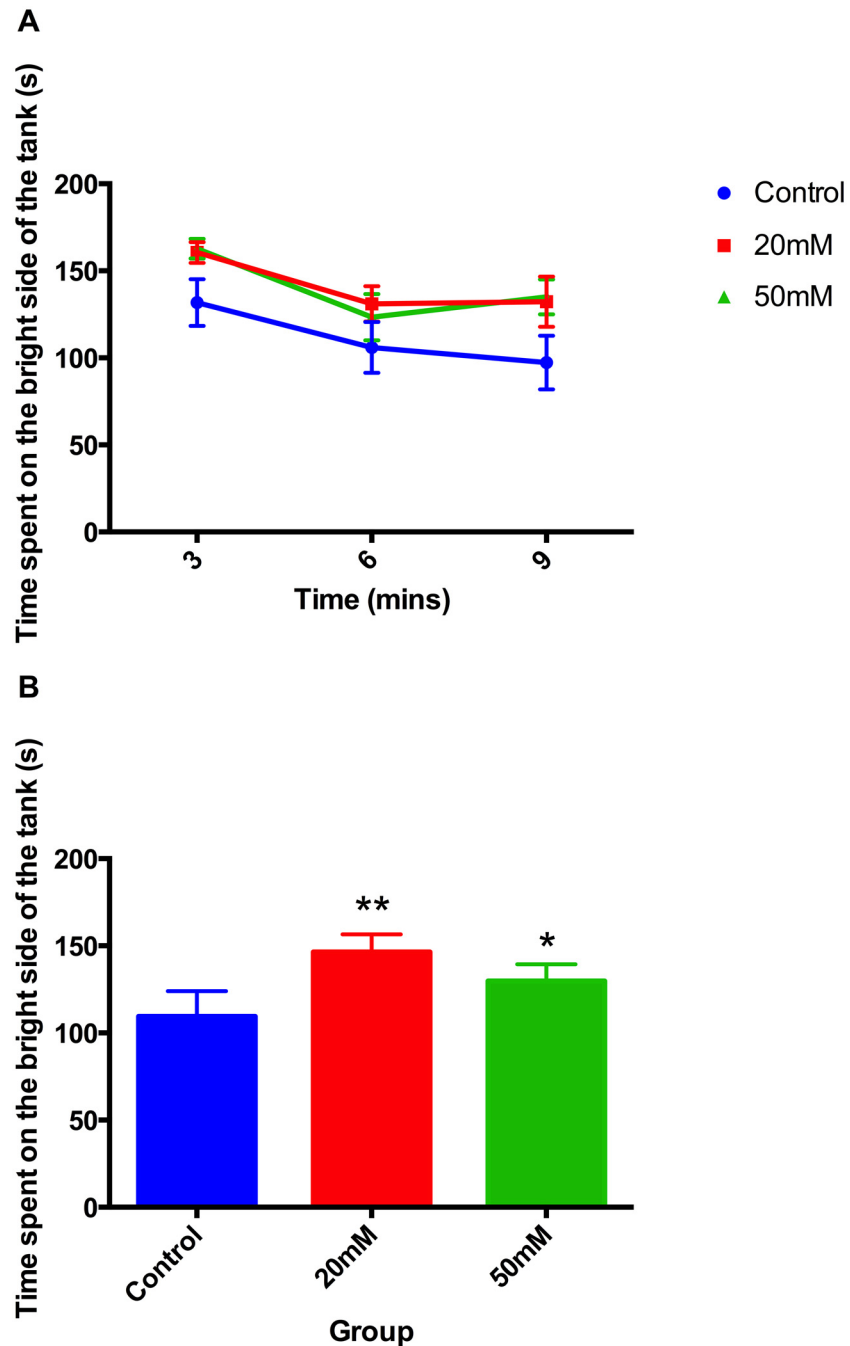 A
Time spent on the bright side of the tank (s)
200
150
100
50
0
3
6
9
Time (mins)
Control
20mM
50mM
B
Time spent on the bright side of the tank (s)
200
150
100
50
0
**
*
Control
20mM
50mM
Group